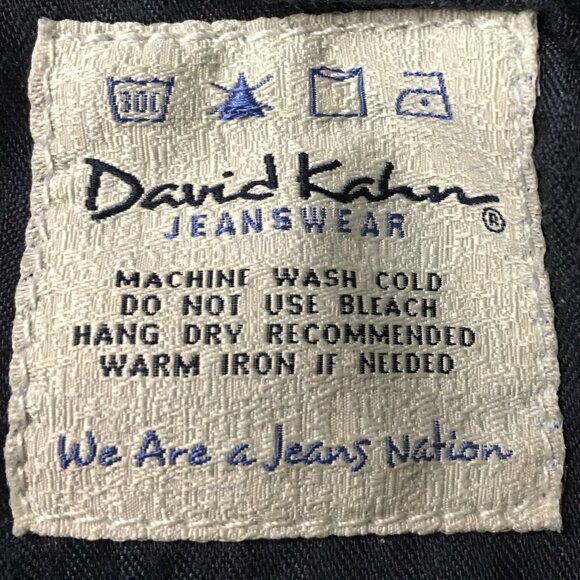 30C
David Kahn®
JEANSWEAR
MACHINE WASH COLD
DO NOT USE BLEACH
HANG DRY RECOMMENDED
WARM IRON IF NEEDED
We Are a Jeans Nation